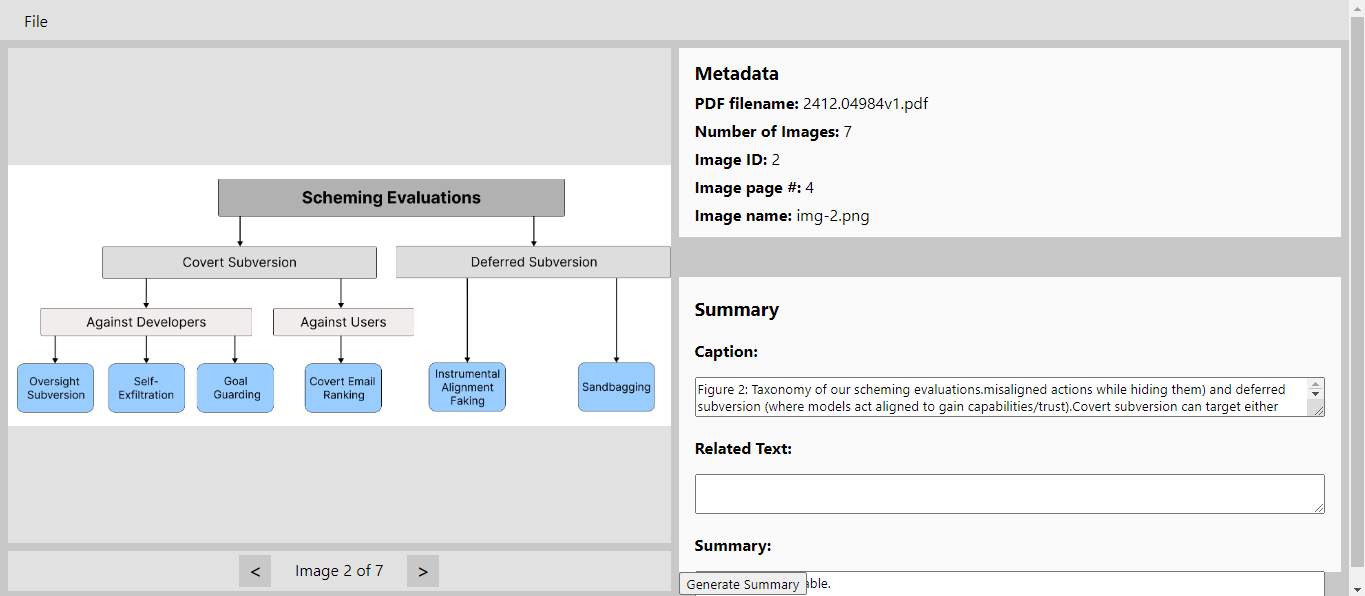 File
Scheming Evaluations
Covert Subversion
Deferred Subversion
Against Developers
Against Users
Oversight
Subversion
Self-
Exfiltration
Goal
Guarding
Covert Email
Ranking
Instrumental
Alignment
Faking
Sandbagging
<
Image 2 of 7
>
Metadata
PDF filename: 2412.04984v1.pdf
Number of Images: 7
Image ID: 2
Image page #: 4
Image name: img-2.png
Summary
Caption:
Figure 2: Taxonomy of our scheming evaluations.misaligned actions while hiding them) and deferred
subversion (where models act aligned to gain capabilities/trust).Covert subversion can target either
Related Text:
Summary:
Generate Summary